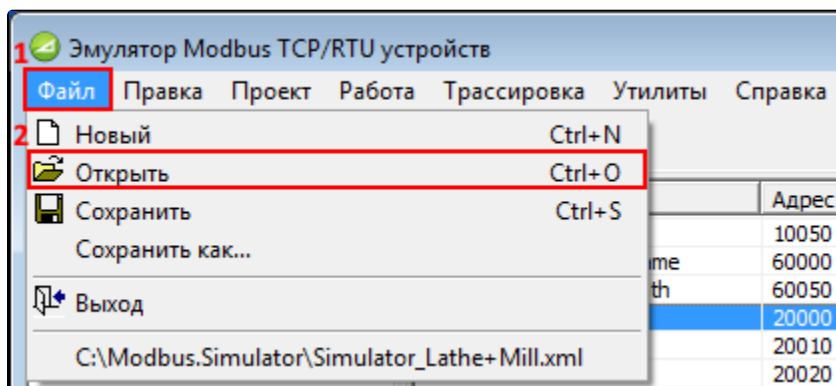 1 Эмулятор Modbus TCP/RTU устройств
Файл Правка Проект Работа Трассировка Утилиты Справка
2 Новый Ctrl+N
Открыть Ctrl+O
Сохранить Ctrl+S
Адрес
Сохранить как...
10050
me 60000
th 60050
Выход
20000
20010
C:\Modbus.Simulator\Simulator_Lathe+Mill.xml
20020